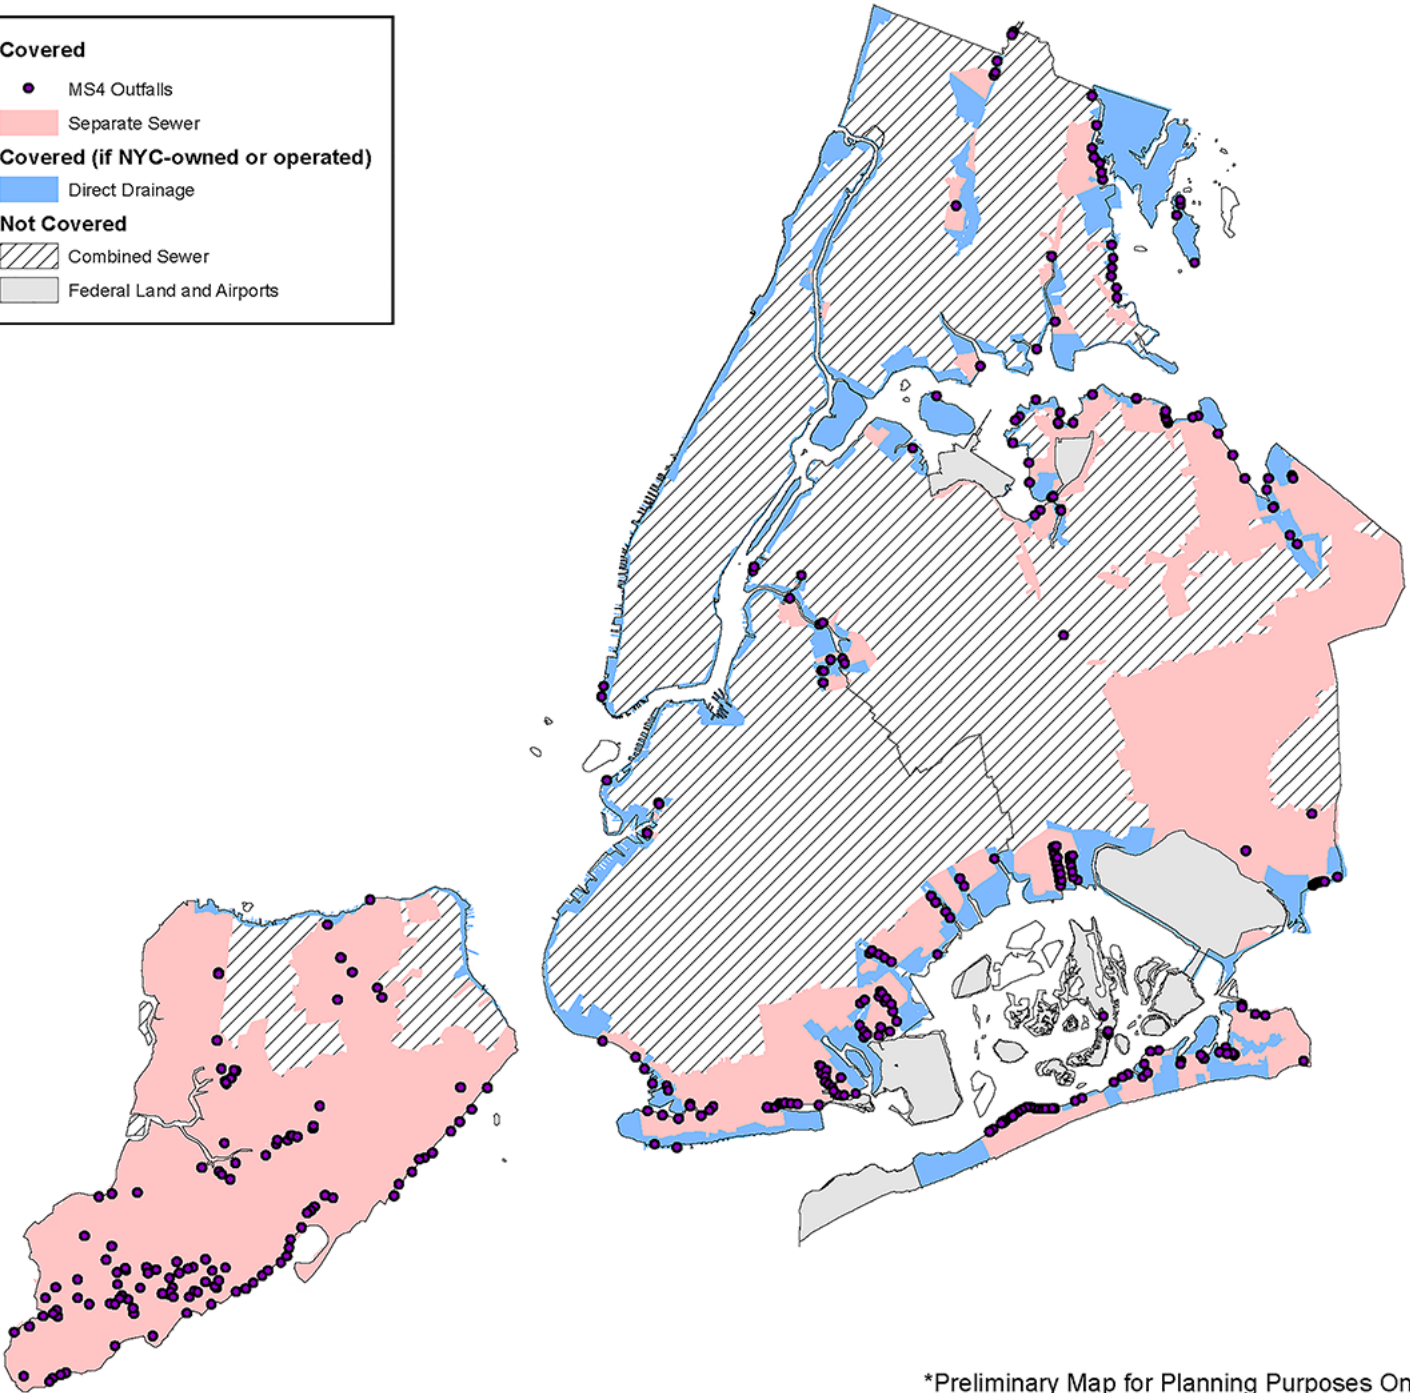 Covered
MS4 Outfalls
Separate Sewer
Covered (if NYC-owned or operated)
Direct Drainage
Not Covered
Combined Sewer
Federal Land and Airports
*Preliminary Map for Planning Purposes On